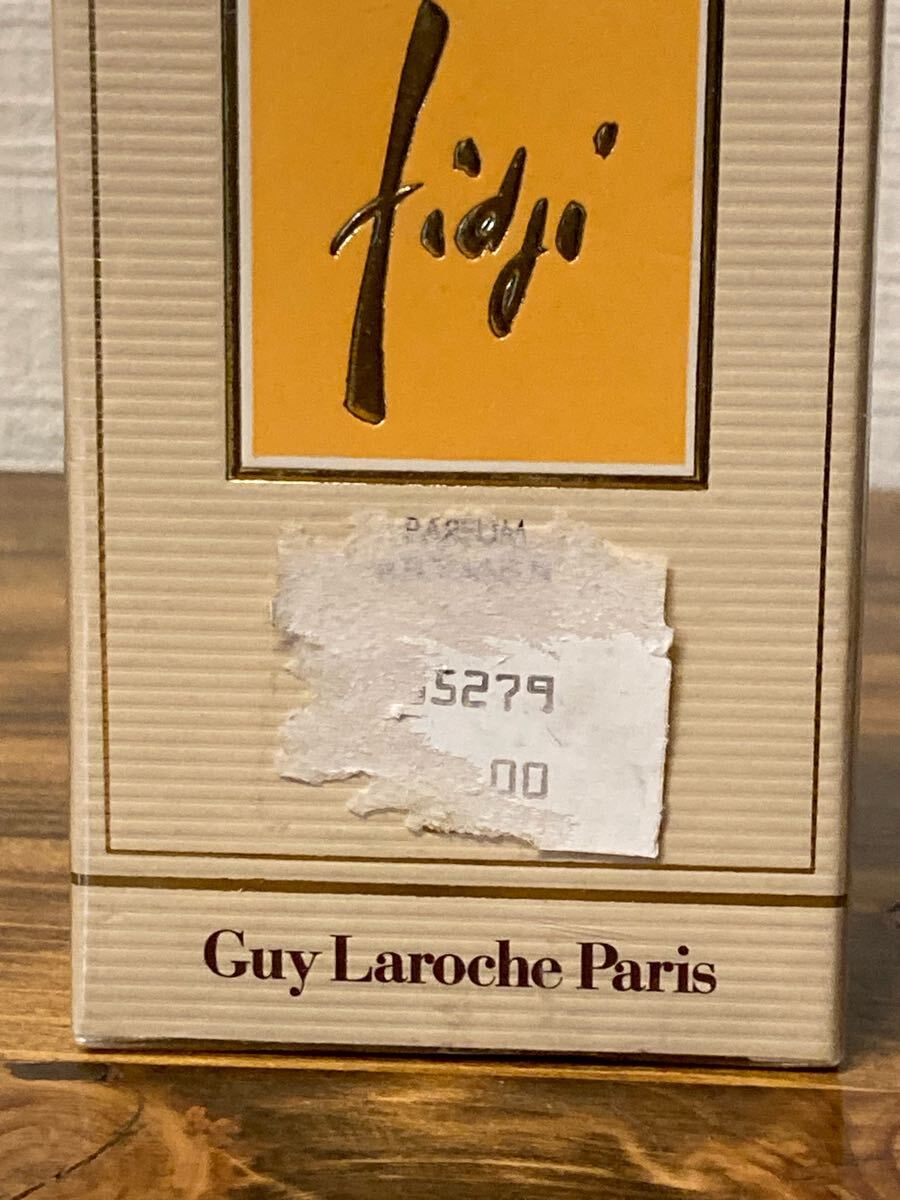 fidji
PARFUM
5279
00
Guy Laroche Paris